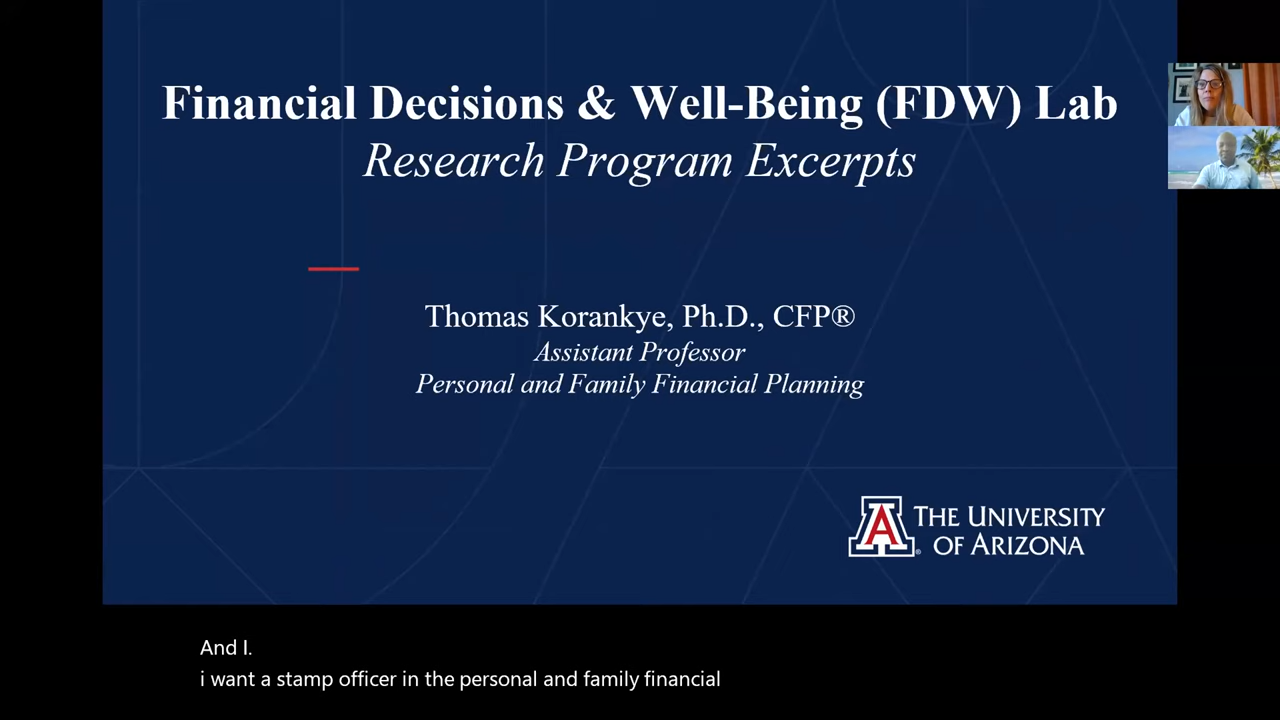 Financial Decisions & Well-Being (FDW) Lab
Research Program Excerpts
Thomas Korankye, Ph.D., CFP®
Assistant Professor
Personal and Family Financial Planning
A THE UNIVERSITY
OF ARIZONA
And I.
i want a stamp officer in the personal and family financial